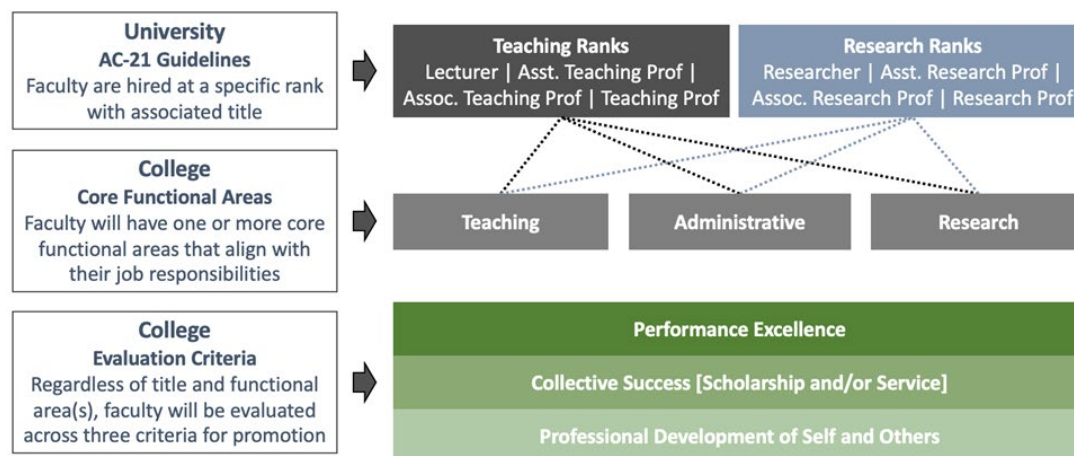 University
AC-21 Guidelines
Faculty are hired at a specific rank
with associated title
Teaching Ranks
Lecturer | Asst. Teaching Prof |
Assoc. Teaching Prof | Teaching Prof
Research Ranks
Researcher | Asst. Research Prof |
Assoc. Research Prof | Research Prof
College
Core Functional Areas
Faculty will have one or more core
functional areas that align with
their job responsibilities
Teaching
Administrative
Research
College
Evaluation Criteria
Regardless of title and functional
area(s), faculty will be evaluated
across three criteria for promotion
Performance Excellence
Collective Success [Scholarship and/or Service]
Professional Development of Self and Others